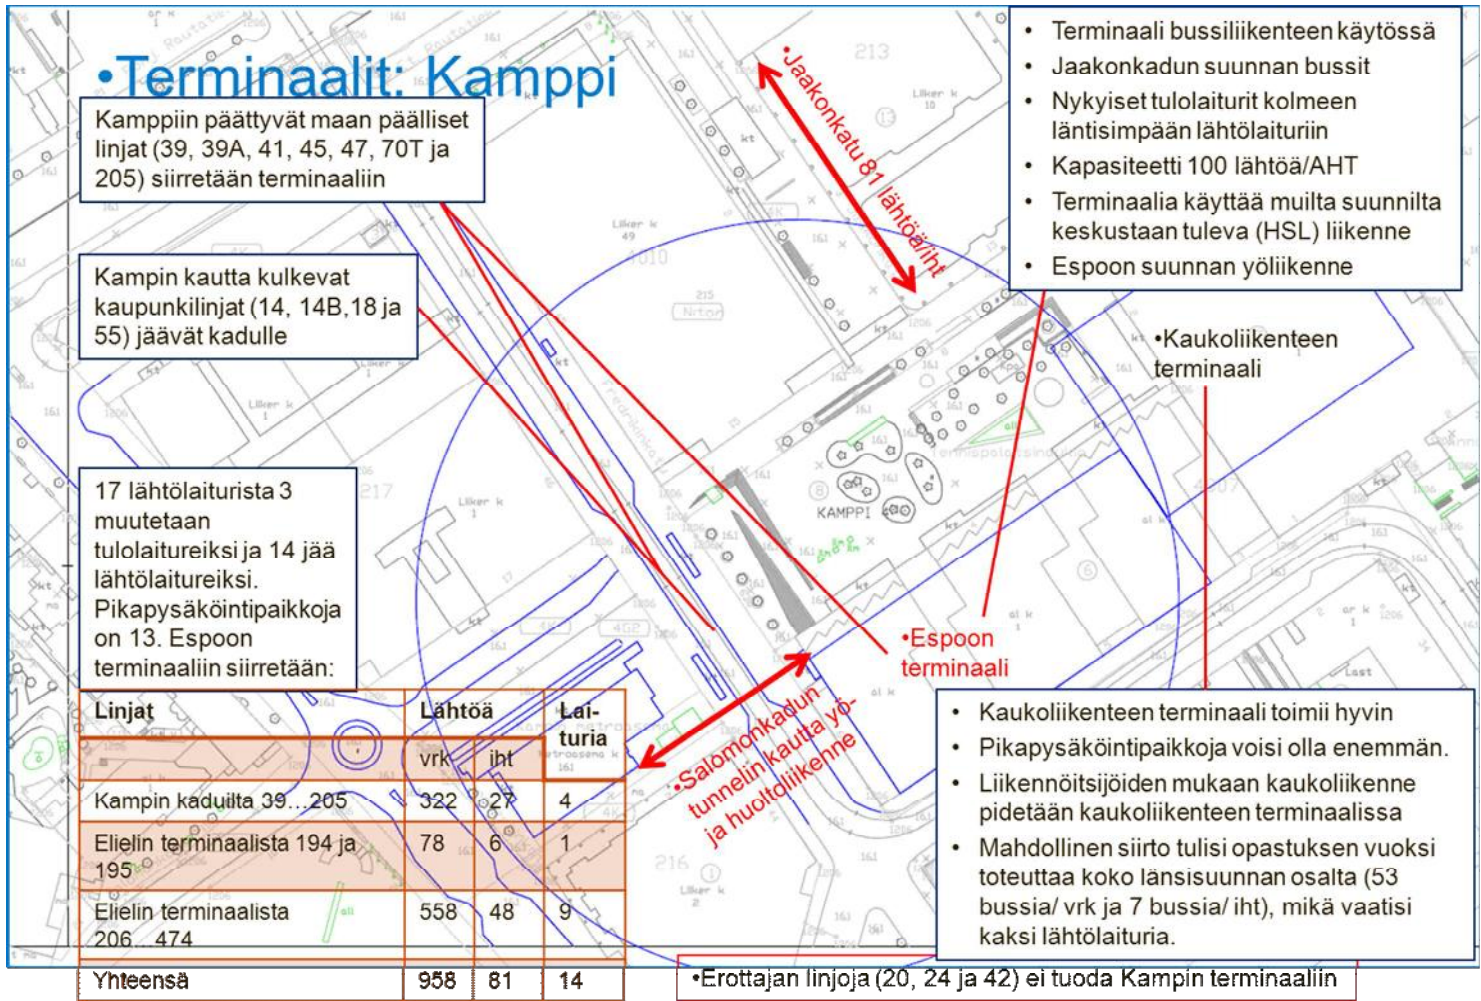 •Terminaalit: Kamppi
Kamppiin päättyvät maan päälliset
linjat (39, 39A, 41, 45, 47, 70T ja
205) siirretään terminaaliin
Kampin kautta kulkevat
kaupunkilinjat (14, 14B,18 ja
55) jäävät kadulle
17 lähtölaiturista 3
muutetaan
tulolaitureiksi ja 14 jää
lähtölaitureiksi.
Pikapysäköintipaikkoja
on 13. Espoon
terminaaliin siirretään:
Linjat Lähtöä Lai-
turia
vrk iht
Kampin kaduilta 39…205 322 27 4
Elielin terminaalista 194 ja
195 78 6 1
Elielin terminaalista
206…474 558 48 9
Yhteensä 958 81 14
•Jaakonkatu 81 lähtöä/iht
• Terminaali bussiliikenteen käytössä
• Jaakonkadun suunnan bussit
• Nykyiset tulolaiturit kolmeen
läntisimpään lähtölaituriin
• Kapasiteetti 100 lähtöä/AHT
• Terminaalia käyttää muilta suunnilta
keskustaan tuleva (HSL) liikenne
• Espoon suunnan yöliikenne
•Kaukoliikenteen
terminaali
•Espoon
terminaali
•Salomonkadun
tunnelin kautta yö-
ja huoltoliikenne
• Kaukoliikenteen terminaali toimii hyvin
• Pikapysäköintipaikkoja voisi olla enemmän.
• Liikennöitsijöiden mukaan kaukoliikenne
pidetään kaukoliikenteen terminaalissa
• Mahdollinen siirto tulisi opastuksen vuoksi
toteuttaa koko länsisuunnan osalta (53
bussia/ vrk ja 7 bussia/ iht), mikä vaatisi
kaksi lähtölaituria.
•Erottajan linjoja (20, 24 ja 42) ei tuoda Kampin terminaaliin
KAMPPI
Fredrikinkatu
213
4010
217
216